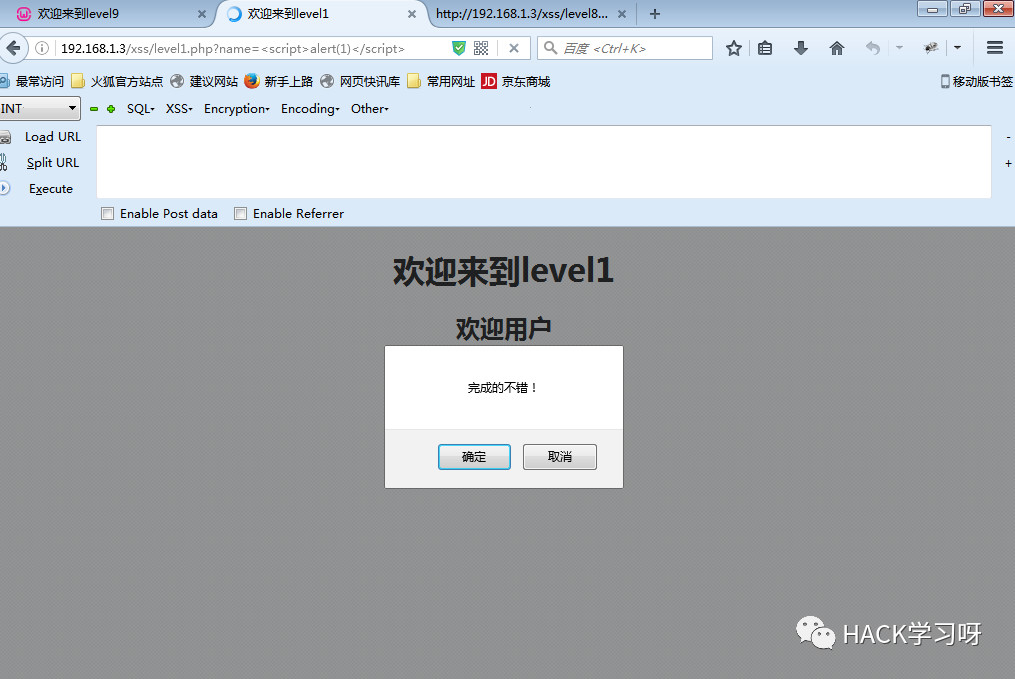 欢迎来到level9
欢迎来到level1
http://192.168.1.3/xss/level8...
192.168.1.3/xss/level1.php?name=<script>alert(1)</script>
百度 <Ctrl+K>
最常访问 火狐官方站点 建议网站 新手上路 网页快讯库 常用网址 JD 京东商城 移动版书签
INT SQL XSS Encryption Encoding Other
Load URL
Split URL
Execute
Enable Post data Enable Referrer
欢迎来到level1
欢迎用户
完成的不错！
确定 取消
HACK学习呀